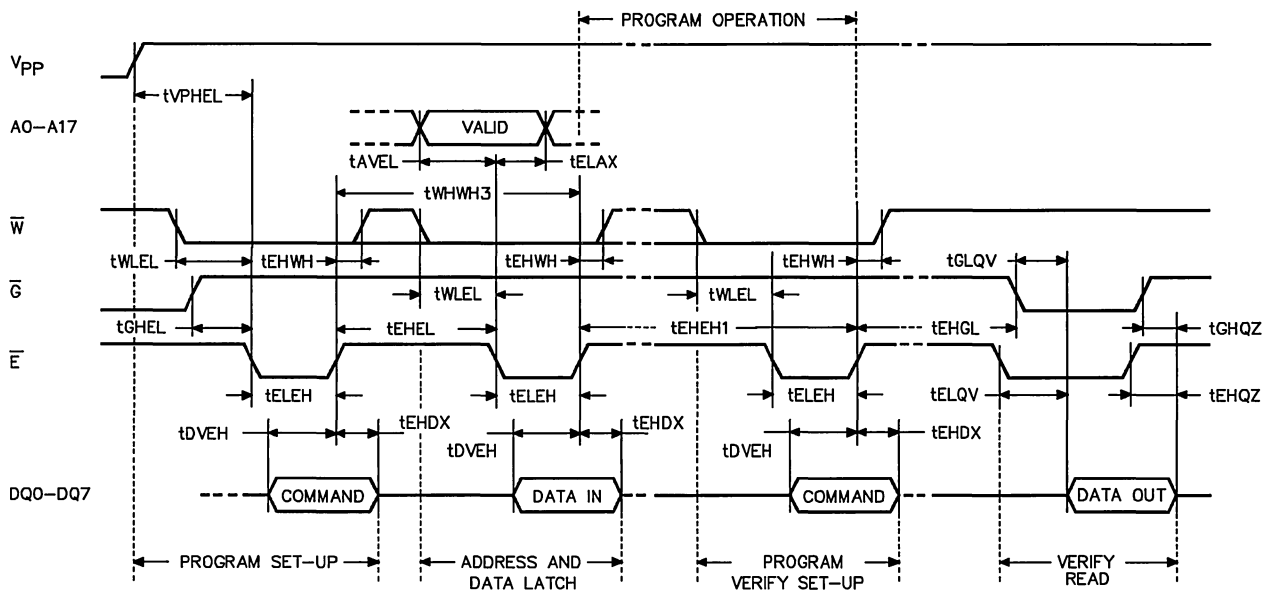 PROGRAM OPERATION
VPP
tVPHEL
A0-A17
VALID
tAVEL
tELAX
tWHWH3
W
tWLEL
tEHWH
tEHWH
tEHWH
tGLQV
G
tWLEL
tWLEL
tGHEL
tEHEL
tEHEH1
tEHGL
tGHQZ
E
tELEH
tELEH
tELEH
tELQV
tEHQZ
tDVEH
tEHDX
tDVEH
tEHDX
tDVEH
tEHDX
DQ0-DQ7
COMMAND
DATA IN
COMMAND
DATA OUT
PROGRAM SET-UP
ADDRESS AND
DATA LATCH
PROGRAM
VERIFY SET-UP
VERIFY
READ